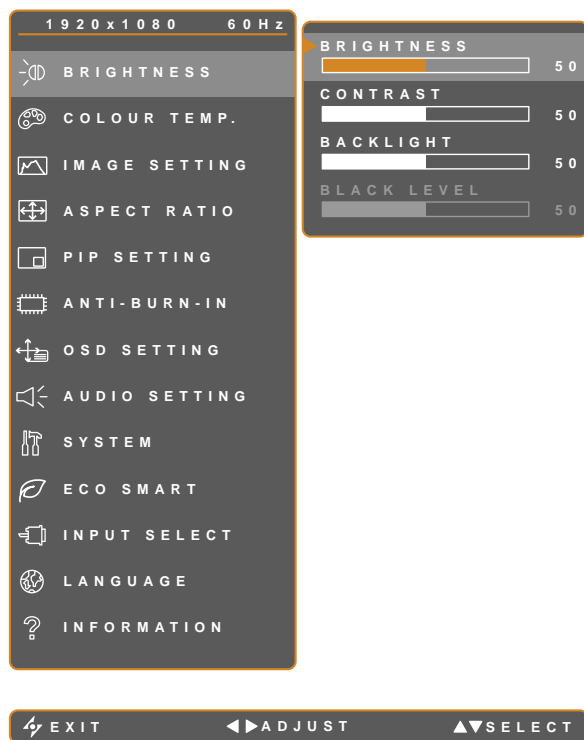 1920x1080 60Hz
BRIGHTNESS
COLOUR TEMP.
IMAGE SETTING
ASPECT RATIO
PIP SETTING
ANTI-BURN-IN
OSD SETTING
AUDIO SETTING
SYSTEM
ECO SMART
INPUT SELECT
LANGUAGE
INFORMATION
BRIGHTNESS
50
CONTRAST
50
BACKLIGHT
50
BLACK LEVEL
50
EXIT ADJUST SELECT